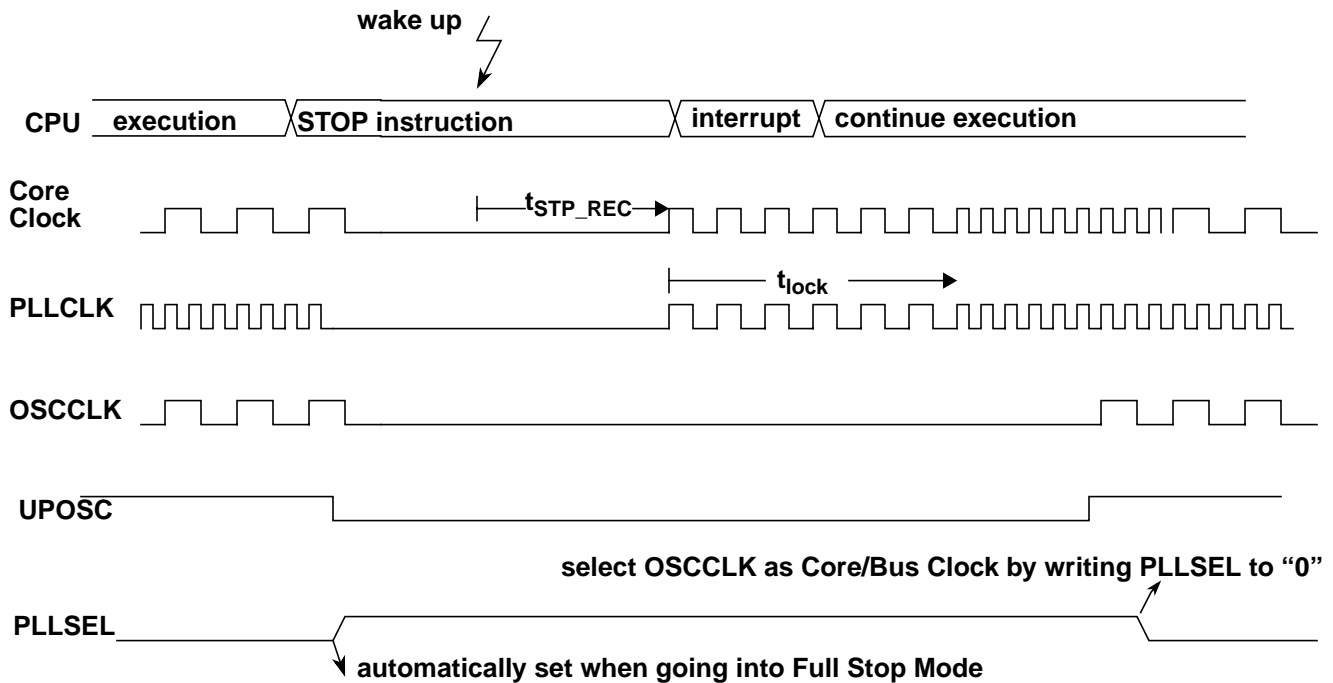 wake up
CPU execution STOP instruction interrupt continue execution
Core
Clock
tSTP_REC
PLLCLK
tlock
OSCCLK
UPOSC
select OSCCLK as Core/Bus Clock by writing PLLSEL to “0”
PLLSEL
automatically set when going into Full Stop Mode